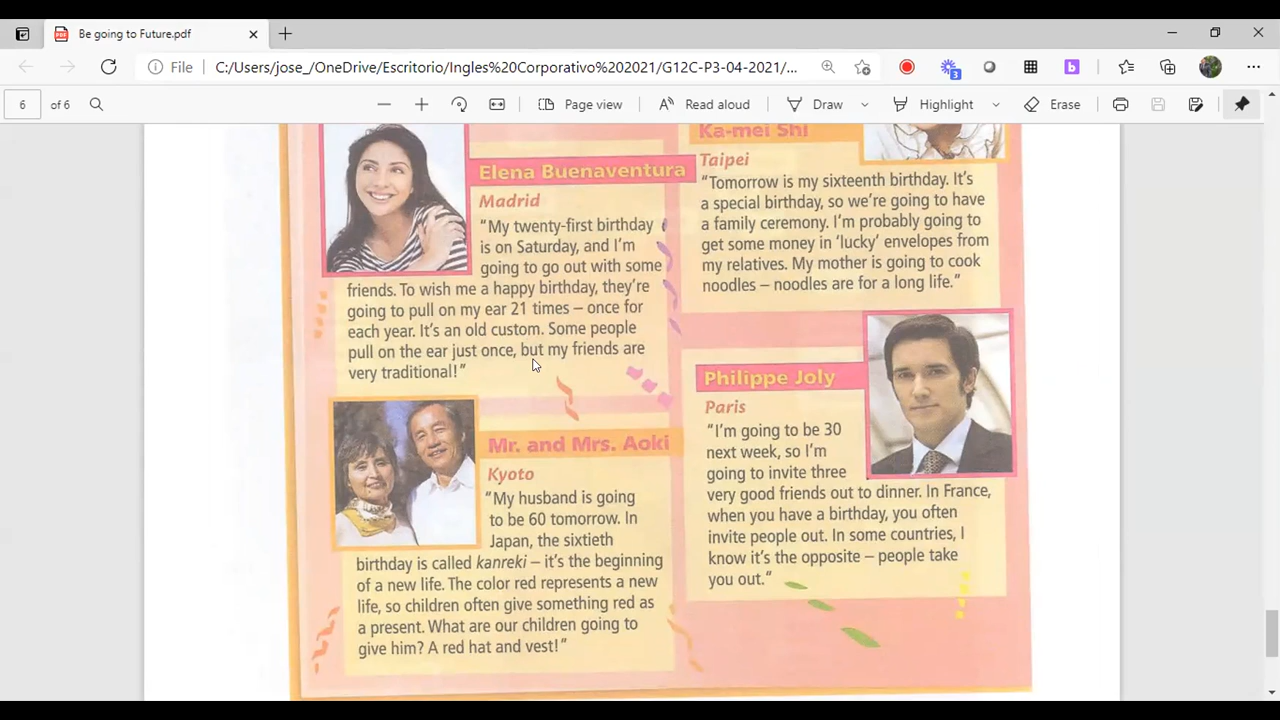 Be going to Future.pdf
File
C:/Users/jose_/OneDrive/Escritorio/Ingles%20Corporativo%202021/G12C-P3-04-2021/...
3
b
6
of 6
Page view
Read aloud
Draw
Highlight
Erase
Elena Buenaventura
Madrid
"My twenty-first birthday
is on Saturday, and I'm
going to go out with some
friends. To wish me a happy birthday, they're
going to pull on my ear 21 times – once for
each year. It's an old custom. Some people
pull on the ear just once, but my friends are
very traditional!"
Mr. and Mrs. Aoki
Kyoto
"My husband is going
to be 60 tomorrow. In
Japan, the sixtieth
birthday is called kanreki – it's the beginning
of a new life. The color red represents a new
life, so children often give something red as
a present. What are our children going to
give him? A red hat and vest!"
Ka-mei Shi
Taipei
"Tomorrow is my sixteenth birthday. It's
a special birthday, so we're going to have
a family ceremony. I'm probably going to
get some money in 'lucky' envelopes from
my relatives. My mother is going to cook
noodles – noodles are for a long life."
Philippe Joly
Paris
"I'm going to be 30
next week, so I'm
going to invite three
very good friends out to dinner. In France,
when you have a birthday, you often
invite people out. In some countries, I
know it's the opposite – people take
you out."